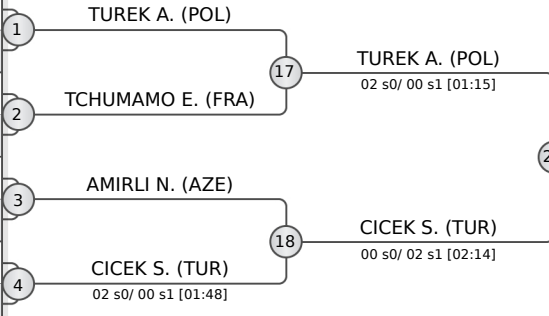 TUREK A. (POL)
1
17
TUREK A. (POL)
02 s0/ 00 s1 [01:15]
2
TCHUMAMO E. (FRA)
2
AMIRLI N. (AZE)
3
18
CICEK S. (TUR)
00 s0/ 02 s1 [02:14]
CICEK S. (TUR)
4
02 s0/ 00 s1 [01:48]